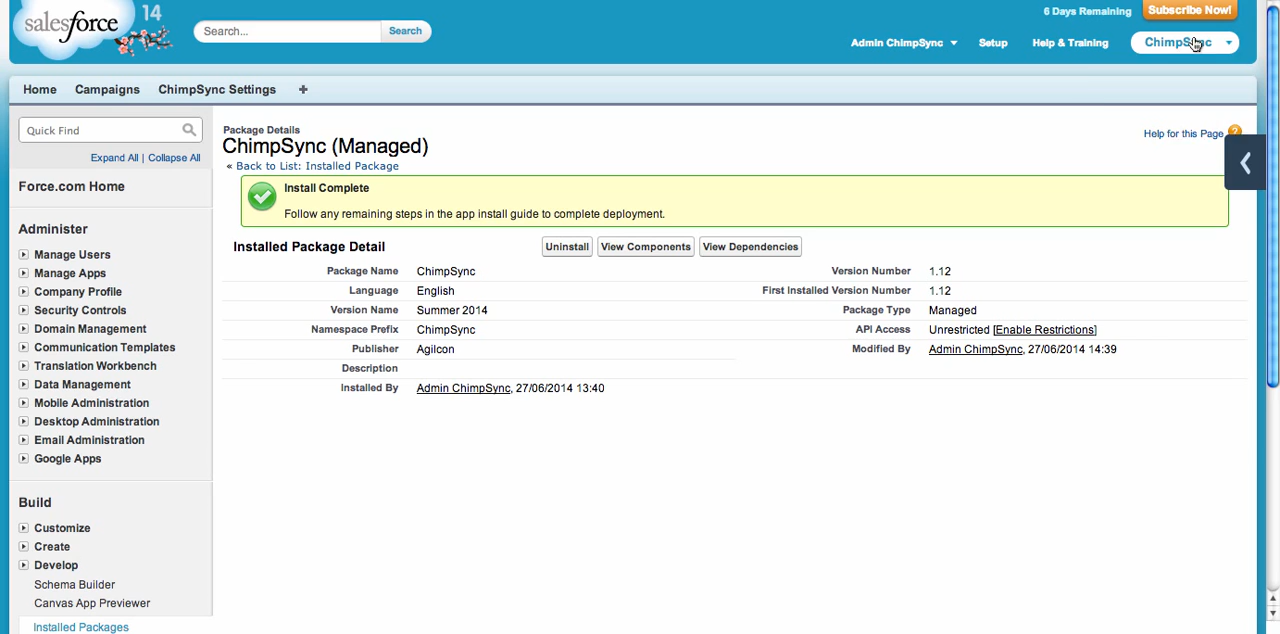 salesforce
14
Search...
Search
6 Days Remaining
Subscribe Now!
Admin ChimpSync
Setup
Help & Training
ChimpSync
Home
Campaigns
ChimpSync Settings
+
Quick Find
Expand All | Collapse All
Force.com Home
Administer
Manage Users
Manage Apps
Company Profile
Security Controls
Domain Management
Communication Templates
Translation Workbench
Data Management
Mobile Administration
Desktop Administration
Email Administration
Google Apps
Build
Customize
Create
Develop
Schema Builder
Canvas App Previewer
Installed Packages
Package Details
ChimpSync (Managed)
« Back to List: Installed Package
Help for this Page ?
Install Complete
Follow any remaining steps in the app install guide to complete deployment.
Installed Package Detail
Uninstall
View Components
View Dependencies
Package Name ChimpSync
Version Number 1.12
Language English
First Installed Version Number 1.12
Version Name Summer 2014
Package Type Managed
Namespace Prefix ChimpSync
API Access Unrestricted [Enable Restrictions]
Publisher Agilcon
Modified By Admin ChimpSync, 27/06/2014 14:39
Description
Installed By Admin ChimpSync, 27/06/2014 13:40